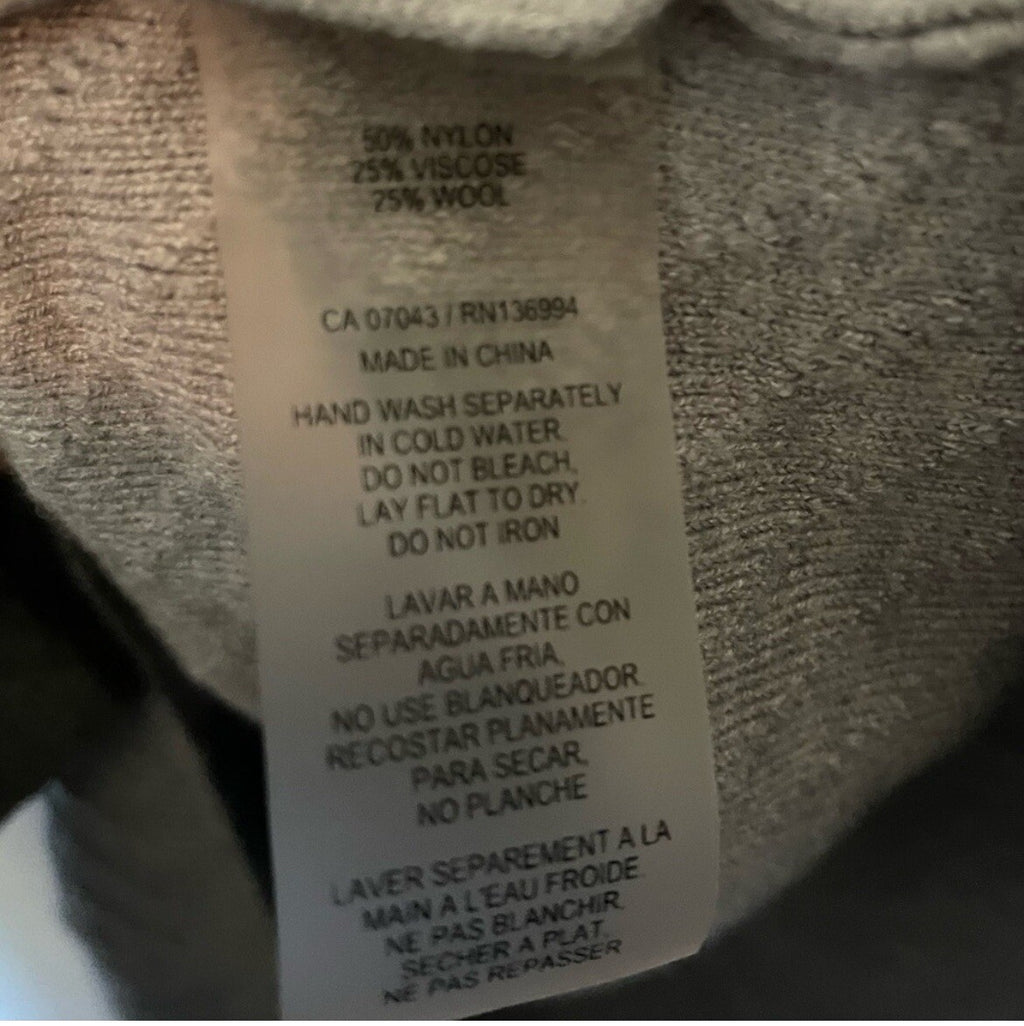 50% NYLON
25% VISCOSE
25% WOOL
CA 07043 / RN136994
MADE IN CHINA
HAND WASH SEPARATELY
IN COLD WATER.
DO NOT BLEACH.
LAY FLAT TO DRY.
DO NOT IRON
LAVAR A MANO
SEPARADAMENTE CON
AGUA FRIA.
NO USE BLANQUEADOR
RECOSTAR PLANAMENTE
PARA SECAR.
NO PLANCHE
LAVER SEPAREMENT A LA
MAIN A L'EAU FROIDE.
NE PAS BLANCHIR.
SECHER A PLAT.
NE PAS REPASSER